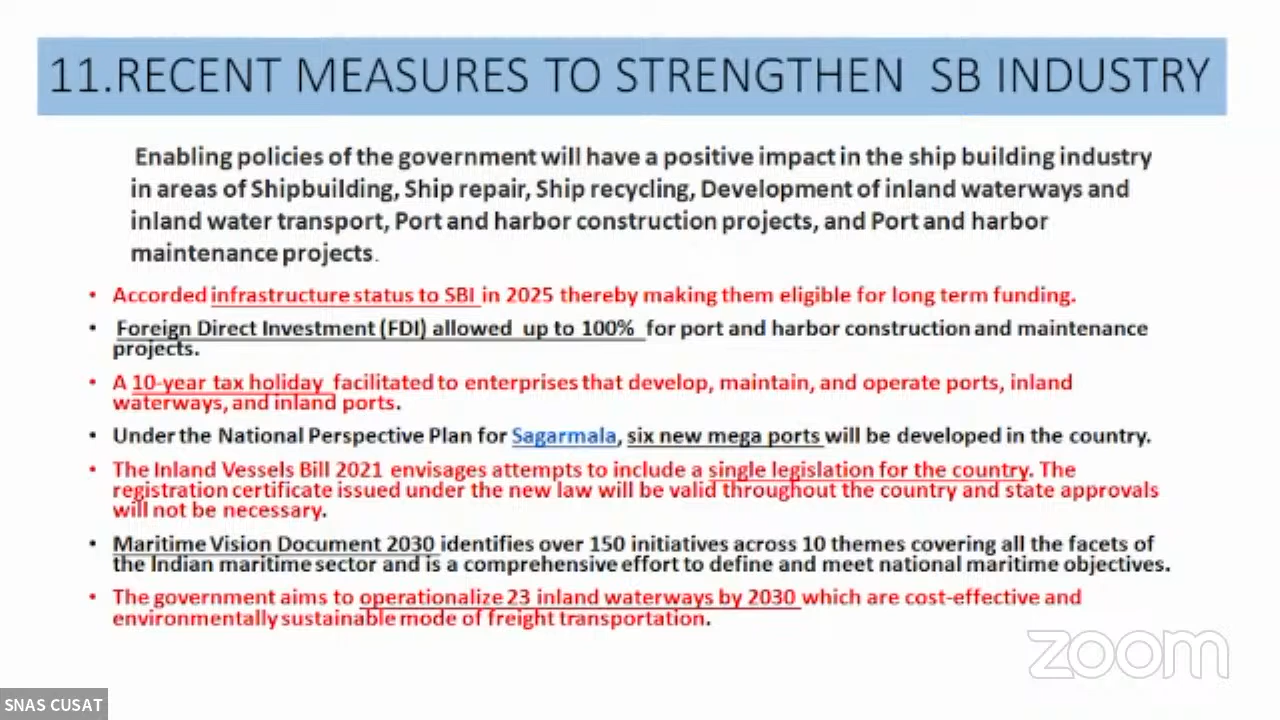 11.RECENT MEASURES TO STRENGTHEN SB INDUSTRY
Enabling policies of the government will have a positive impact in the ship building industry
in areas of Shipbuilding, Ship repair, Ship recycling, Development of inland waterways and
inland water transport, Port and harbor construction projects, and Port and harbor
maintenance projects.
• Accorded infrastructure status to SBI in 2025 thereby making them eligible for long term funding.
• Foreign Direct Investment (FDI) allowed up to 100% for port and harbor construction and maintenance
projects.
• A 10-year tax holiday facilitated to enterprises that develop, maintain, and operate ports, inland
waterways, and inland ports.
• Under the National Perspective Plan for Sagarmala, six new mega ports will be developed in the country.
• The Inland Vessels Bill 2021 envisages attempts to include a single legislation for the country. The
registration certificate issued under the new law will be valid throughout the country and state approvals
will not be necessary.
• Maritime Vision Document 2030 identifies over 150 initiatives across 10 themes covering all the facets of
the Indian maritime sector and is a comprehensive effort to define and meet national maritime objectives.
• The government aims to operationalize 23 inland waterways by 2030 which are cost-effective and
environmentally sustainable mode of freight transportation.
zoom
SNAS CUSAT